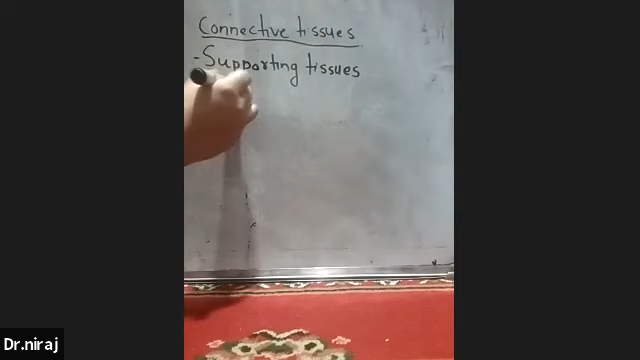 Connective tissues
- Supporting tissues
Dr.niraj